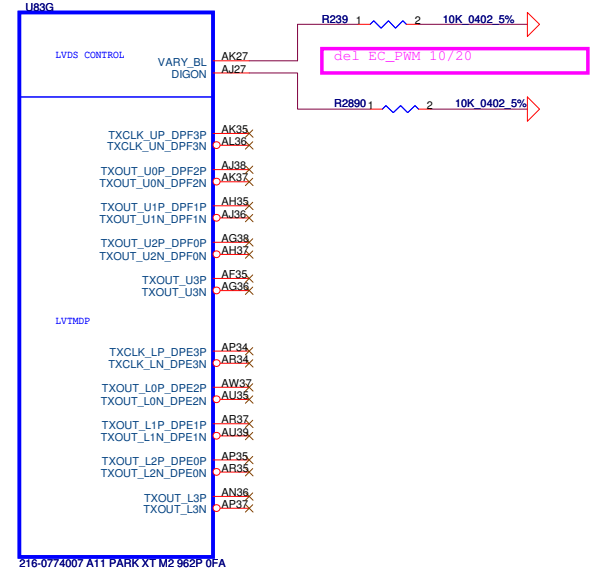 U83G
R239 1 2 10K_0402_5%
LVDS CONTROL
VARY_BL AK27
DIGON AJ27
del EC_PWM 10/20
R2890 1 2 10K_0402_5%
TXCLK_UP_DPF3P AK35
TXCLK_UN_DPF3N AL36
TXOUT_U0P_DPF2P AJ38
TXOUT_U0N_DPF2N AK37
TXOUT_U1P_DPF1P AH35
TXOUT_U1N_DPF1N AJ36
TXOUT_U2P_DPF0P AG38
TXOUT_U2N_DPF0N AH37
TXOUT_U3P AF35
TXOUT_U3N AG36
LVTMDP
TXCLK_LP_DPE3P AP34
TXCLK_LN_DPE3N AR34
TXOUT_L0P_DPE2P AW37
TXOUT_L0N_DPE2N AU35
TXOUT_L1P_DPE1P AR37
TXOUT_L1N_DPE1N AU39
TXOUT_L2P_DPE0P AP35
TXOUT_L2N_DPE0N AR35
TXOUT_L3P AN36
TXOUT_L3N AP37
216-0774007 A11 PARK XT M2 962P 0FA